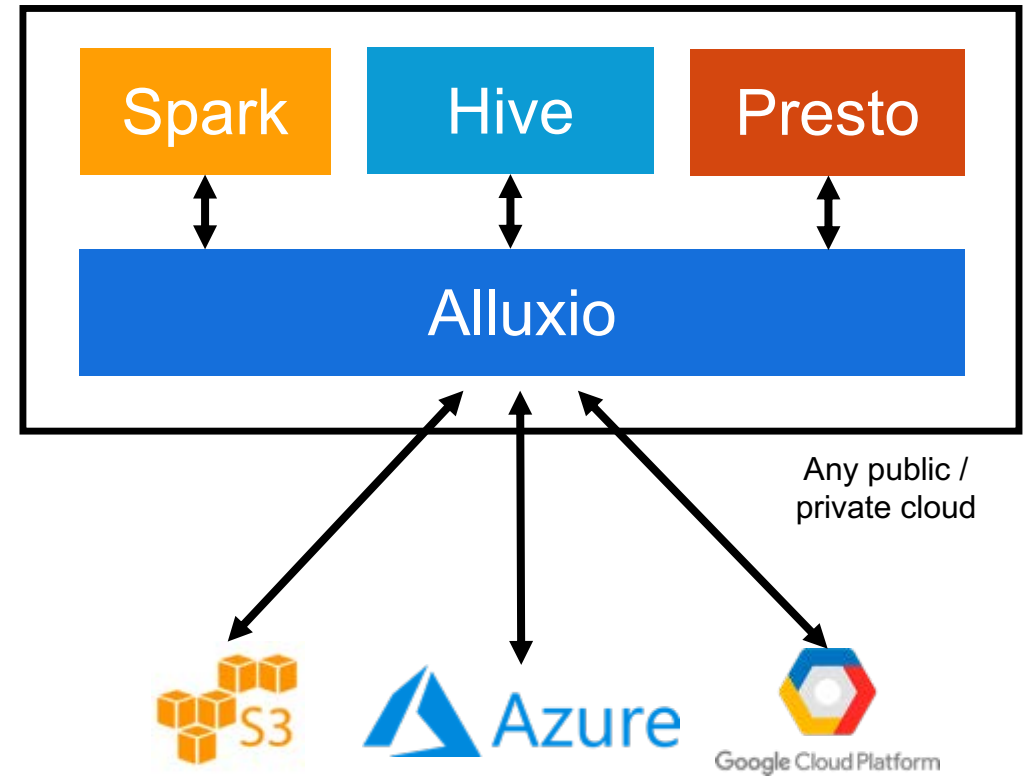 Spark
Hive
Presto
Alluxio
Any public /
private cloud
S3
Azure
Google Cloud Platform